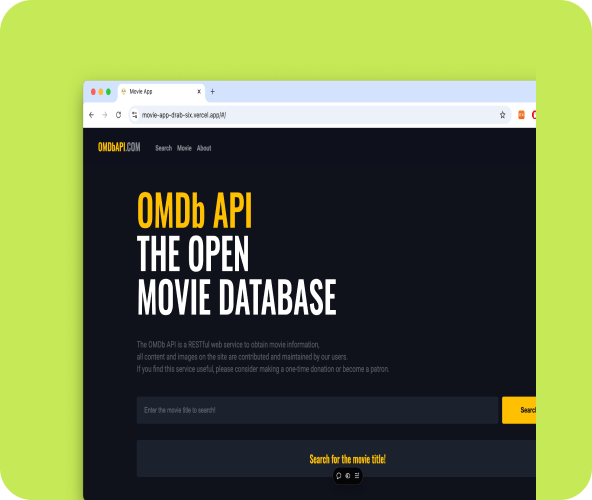 Movie App
movie-app-drab-six.vercel.app/#/
OMDbAPI.COM
Search Movie About
OMDb API
THE OPEN
MOVIE DATABASE
The OMDb API is a RESTful web service to obtain movie information,
all content and images on the site are contributed and maintained by our users.
If you find this service useful, please consider making a one-time donation or become a patron.
Enter the movie title to search!
Search
Search for the movie title!